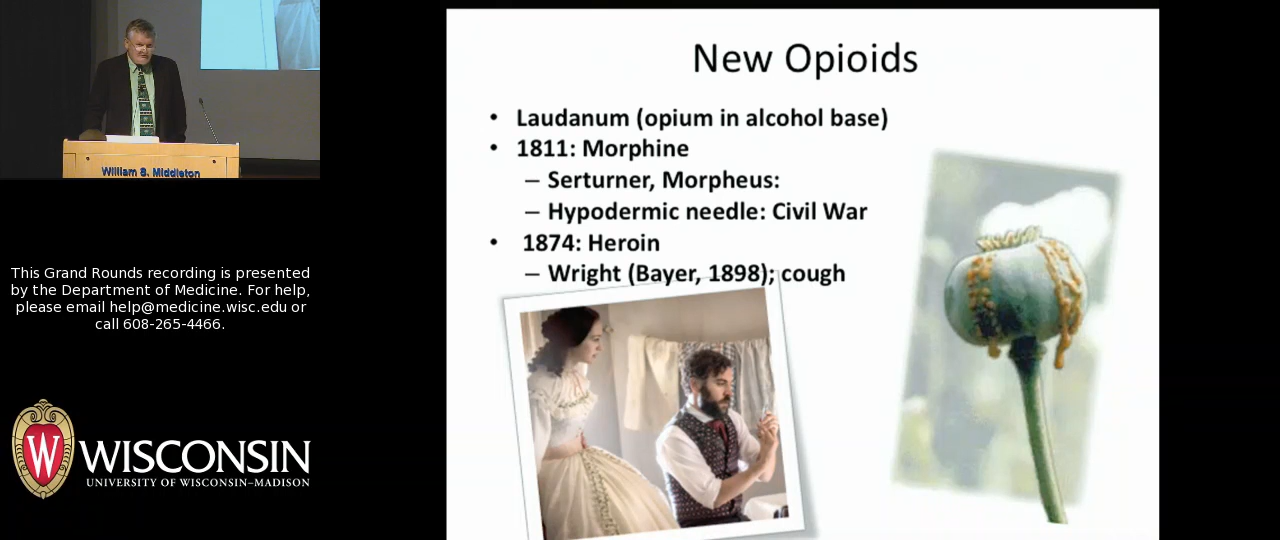 William S. Middleton
This Grand Rounds recording is presented
by the Department of Medicine. For help,
please email help@medicine.wisc.edu or
call 608-265-4466.
W
WISCONSIN
UNIVERSITY OF WISCONSIN–MADISON
New Opioids
• Laudanum (opium in alcohol base)
• 1811: Morphine
– Serturner, Morpheus:
– Hypodermic needle: Civil War
• 1874: Heroin
– Wright (Bayer, 1898); cough